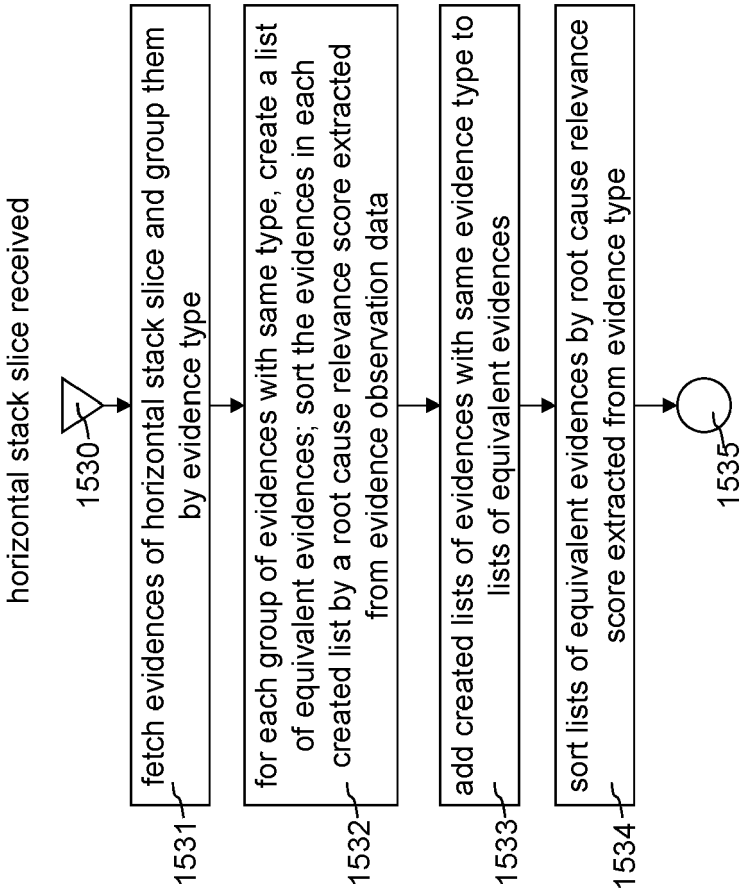 horizontal stack slice received
1530
fetch evidences of horizontal stack slice and group them
by evidence type
1531
for each group of evidences with same type, create a list
of equivalent evidences; sort the evidences in each
created list by a root cause relevance score extracted
from evidence observation data
1532
add created lists of evidences with same evidence type to
lists of equivalent evidences
1533
sort lists of equivalent evidences by root cause relevance
score extracted from evidence type
1534
1535